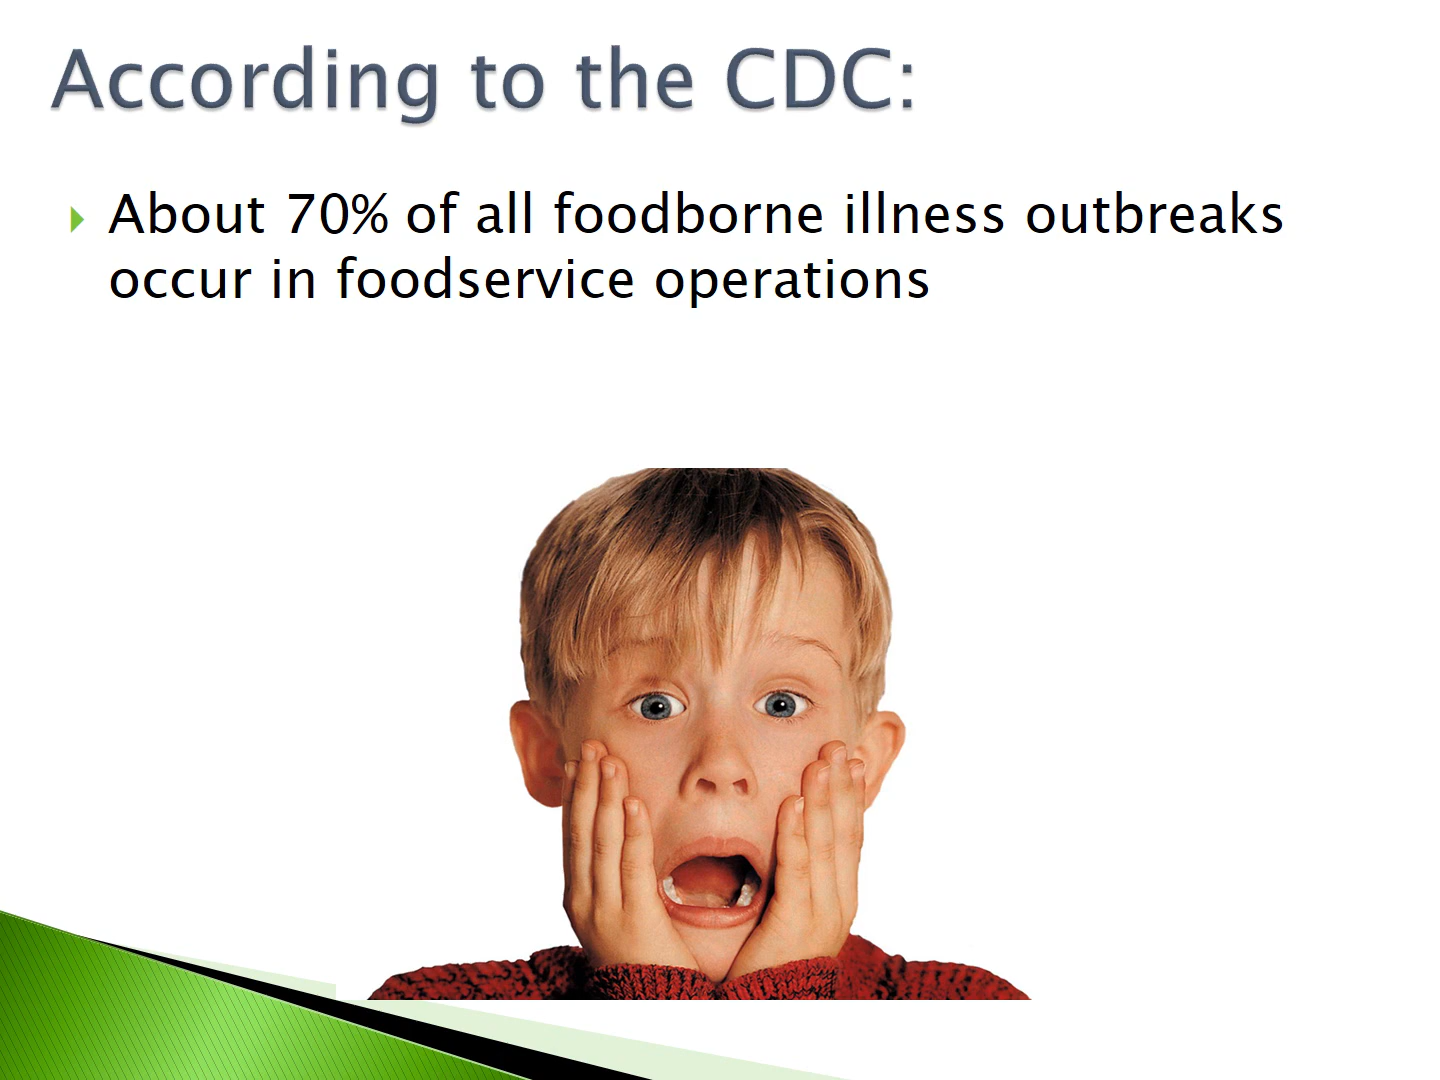 According to the CDC:
About 70% of all foodborne illness outbreaks
occur in foodservice operations